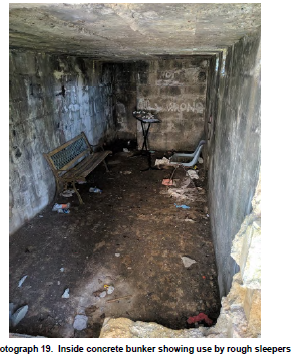 otograph 19. Inside concrete bunker showing use by rough sleepers